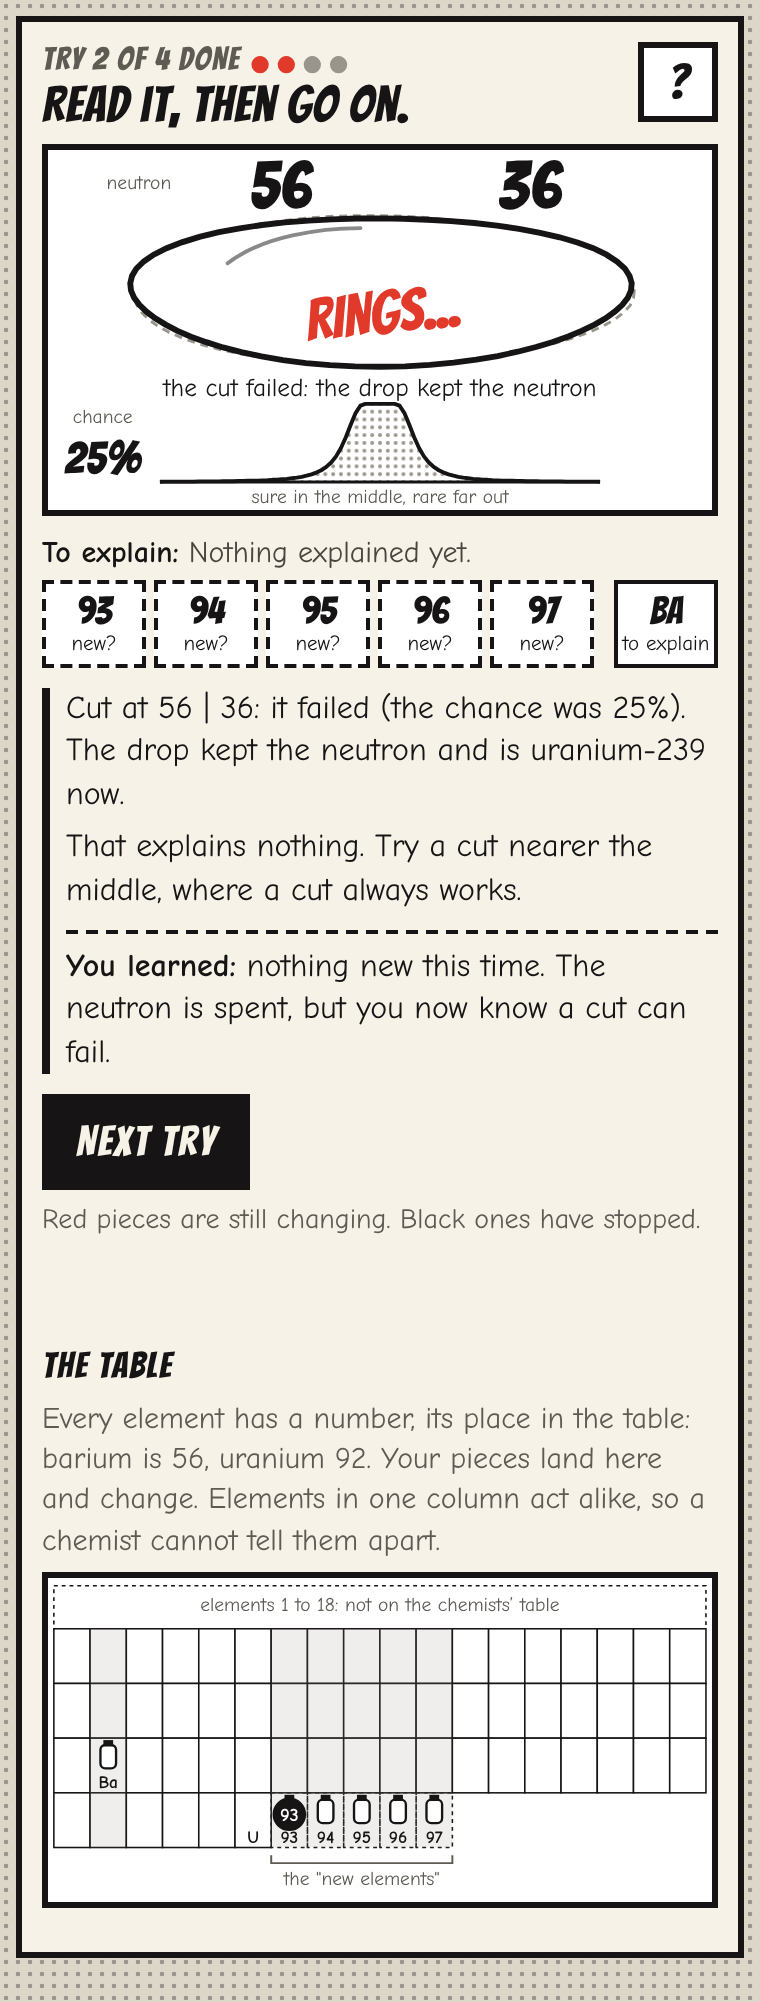 TRY 2 OF 4 DONE
READ IT, THEN GO ON.
?
neutron
56
36
RINGS...
the cut failed: the drop kept the neutron
chance
25%
sure in the middle, rare far out
To explain: Nothing explained yet.
93
new?
94
new?
95
new?
96
new?
97
new?
BA
to explain
Cut at 56 | 36: it failed (the chance was 25%).
The drop kept the neutron and is uranium-239
now.
That explains nothing. Try a cut nearer the
middle, where a cut always works.
You learned: nothing new this time. The
neutron is spent, but you now know a cut can
fail.
NEXT TRY
Red pieces are still changing. Black ones have stopped.
THE TABLE
Every element has a number, its place in the table:
barium is 56, uranium 92. Your pieces land here
and change. Elements in one column act alike, so a
chemist cannot tell them apart.
elements 1 to 18: not on the chemists' table
Ba
93
U 93 94 95 96 97
the "new elements"